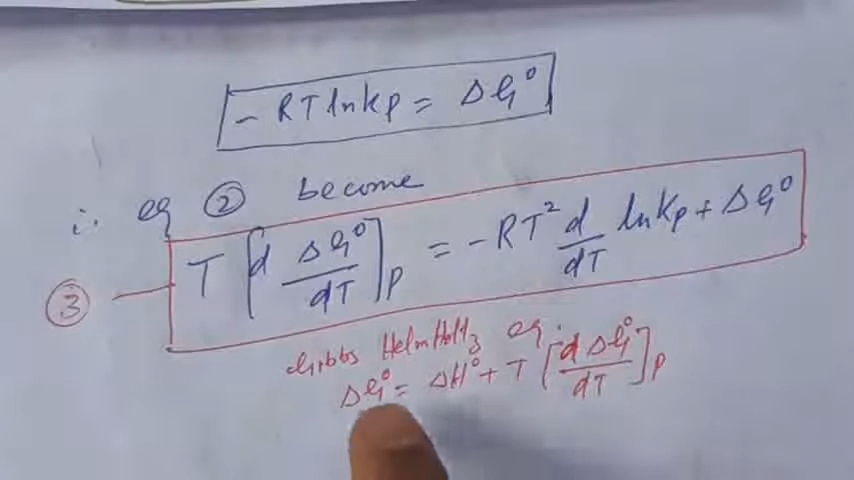 - RT ln Kp = ΔG°
∴ eq ② become
③ T [d ΔG°/dT]p = -RT² d/dT ln Kp + ΔG°
Gibbs Helmholtz eq.
ΔG° = ΔH° + T [d ΔG°/dT]p